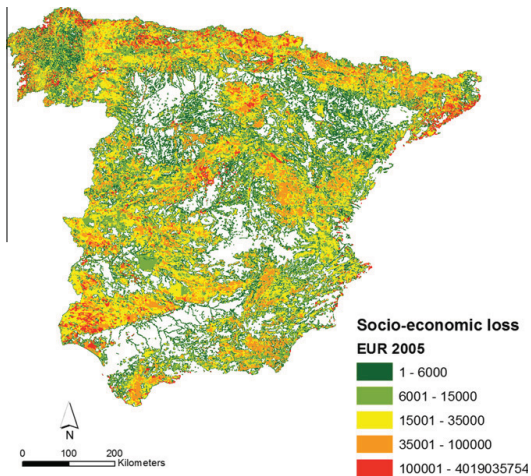 Socio-economic loss
EUR 2005
1 - 6000
6001 - 15000
15001 - 35000
35001 - 100000
100001 - 4019035754
N
0 100 200
Kilometers